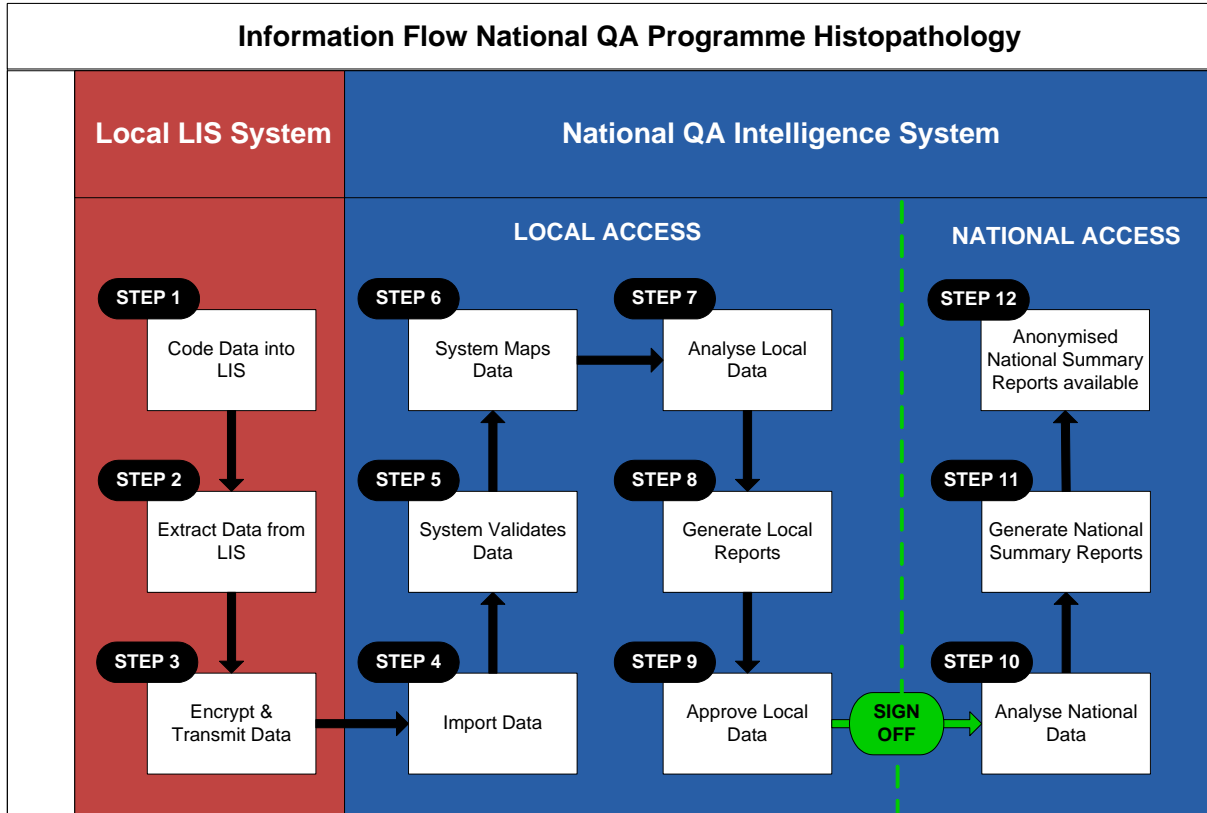 Information Flow National QA Programme Histopathology
Local LIS System
National QA Intelligence System
LOCAL ACCESS
NATIONAL ACCESS
STEP 1
Code Data into
LIS
STEP 2
Extract Data from
LIS
STEP 3
Encrypt &
Transmit Data
STEP 4
Import Data
STEP 5
System Validates
Data
STEP 6
System Maps
Data
STEP 7
Analyse Local
Data
STEP 8
Generate Local
Reports
STEP 9
Approve Local
Data
SIGN
OFF
STEP 10
Analyse National
Data
STEP 11
Generate National
Summary Reports
STEP 12
Anonymised
National Summary
Reports available